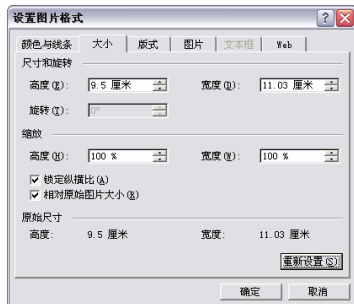 设置图片格式
颜色与线条 大小 版式 图片 文本框 Web
尺寸和旋转
高度(E): 9.5 厘米 宽度(D): 11.03 厘米
旋转(T): 0°
缩放
高度(H): 100 % 宽度(W): 100 %
锁定纵横比(A)
相对原始图片大小(R)
原始尺寸
高度: 9.5 厘米 宽度: 11.03 厘米
重新设置(S)
确定 取消